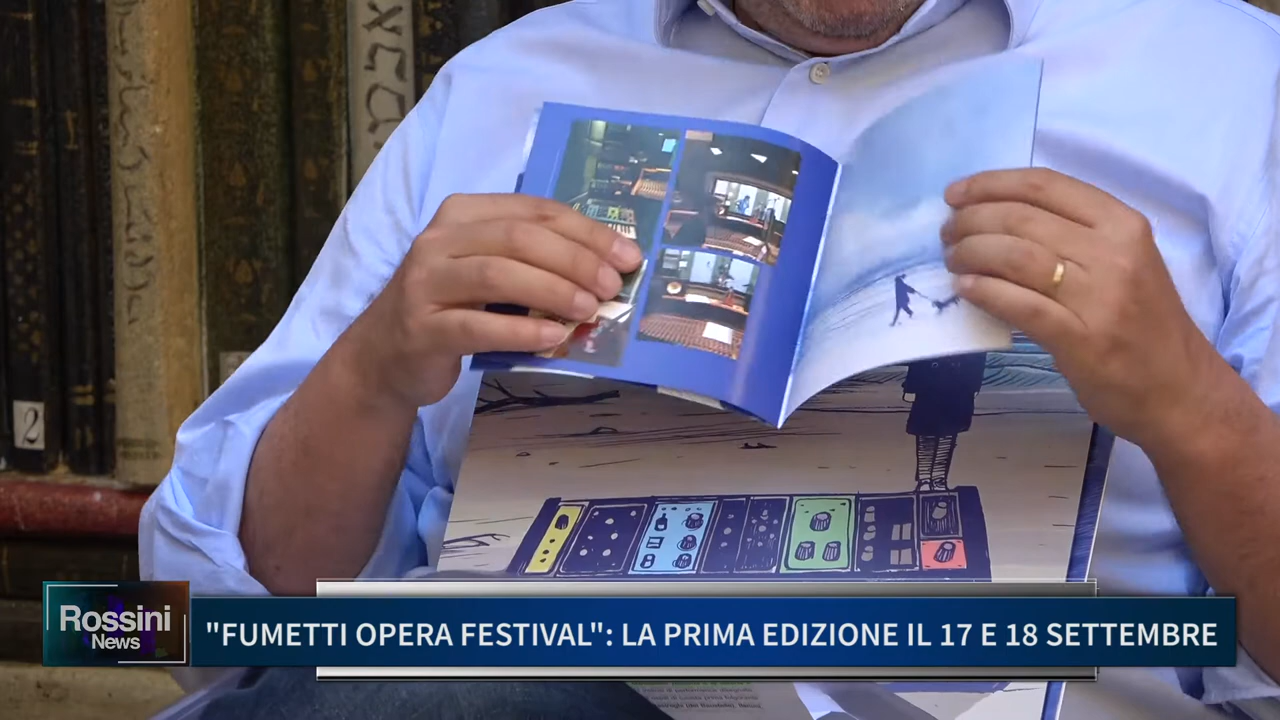 2
Rossini
News
"FUMETTI OPERA FESTIVAL": LA PRIMA EDIZIONE IL 17 E 18 SETTEMBRE